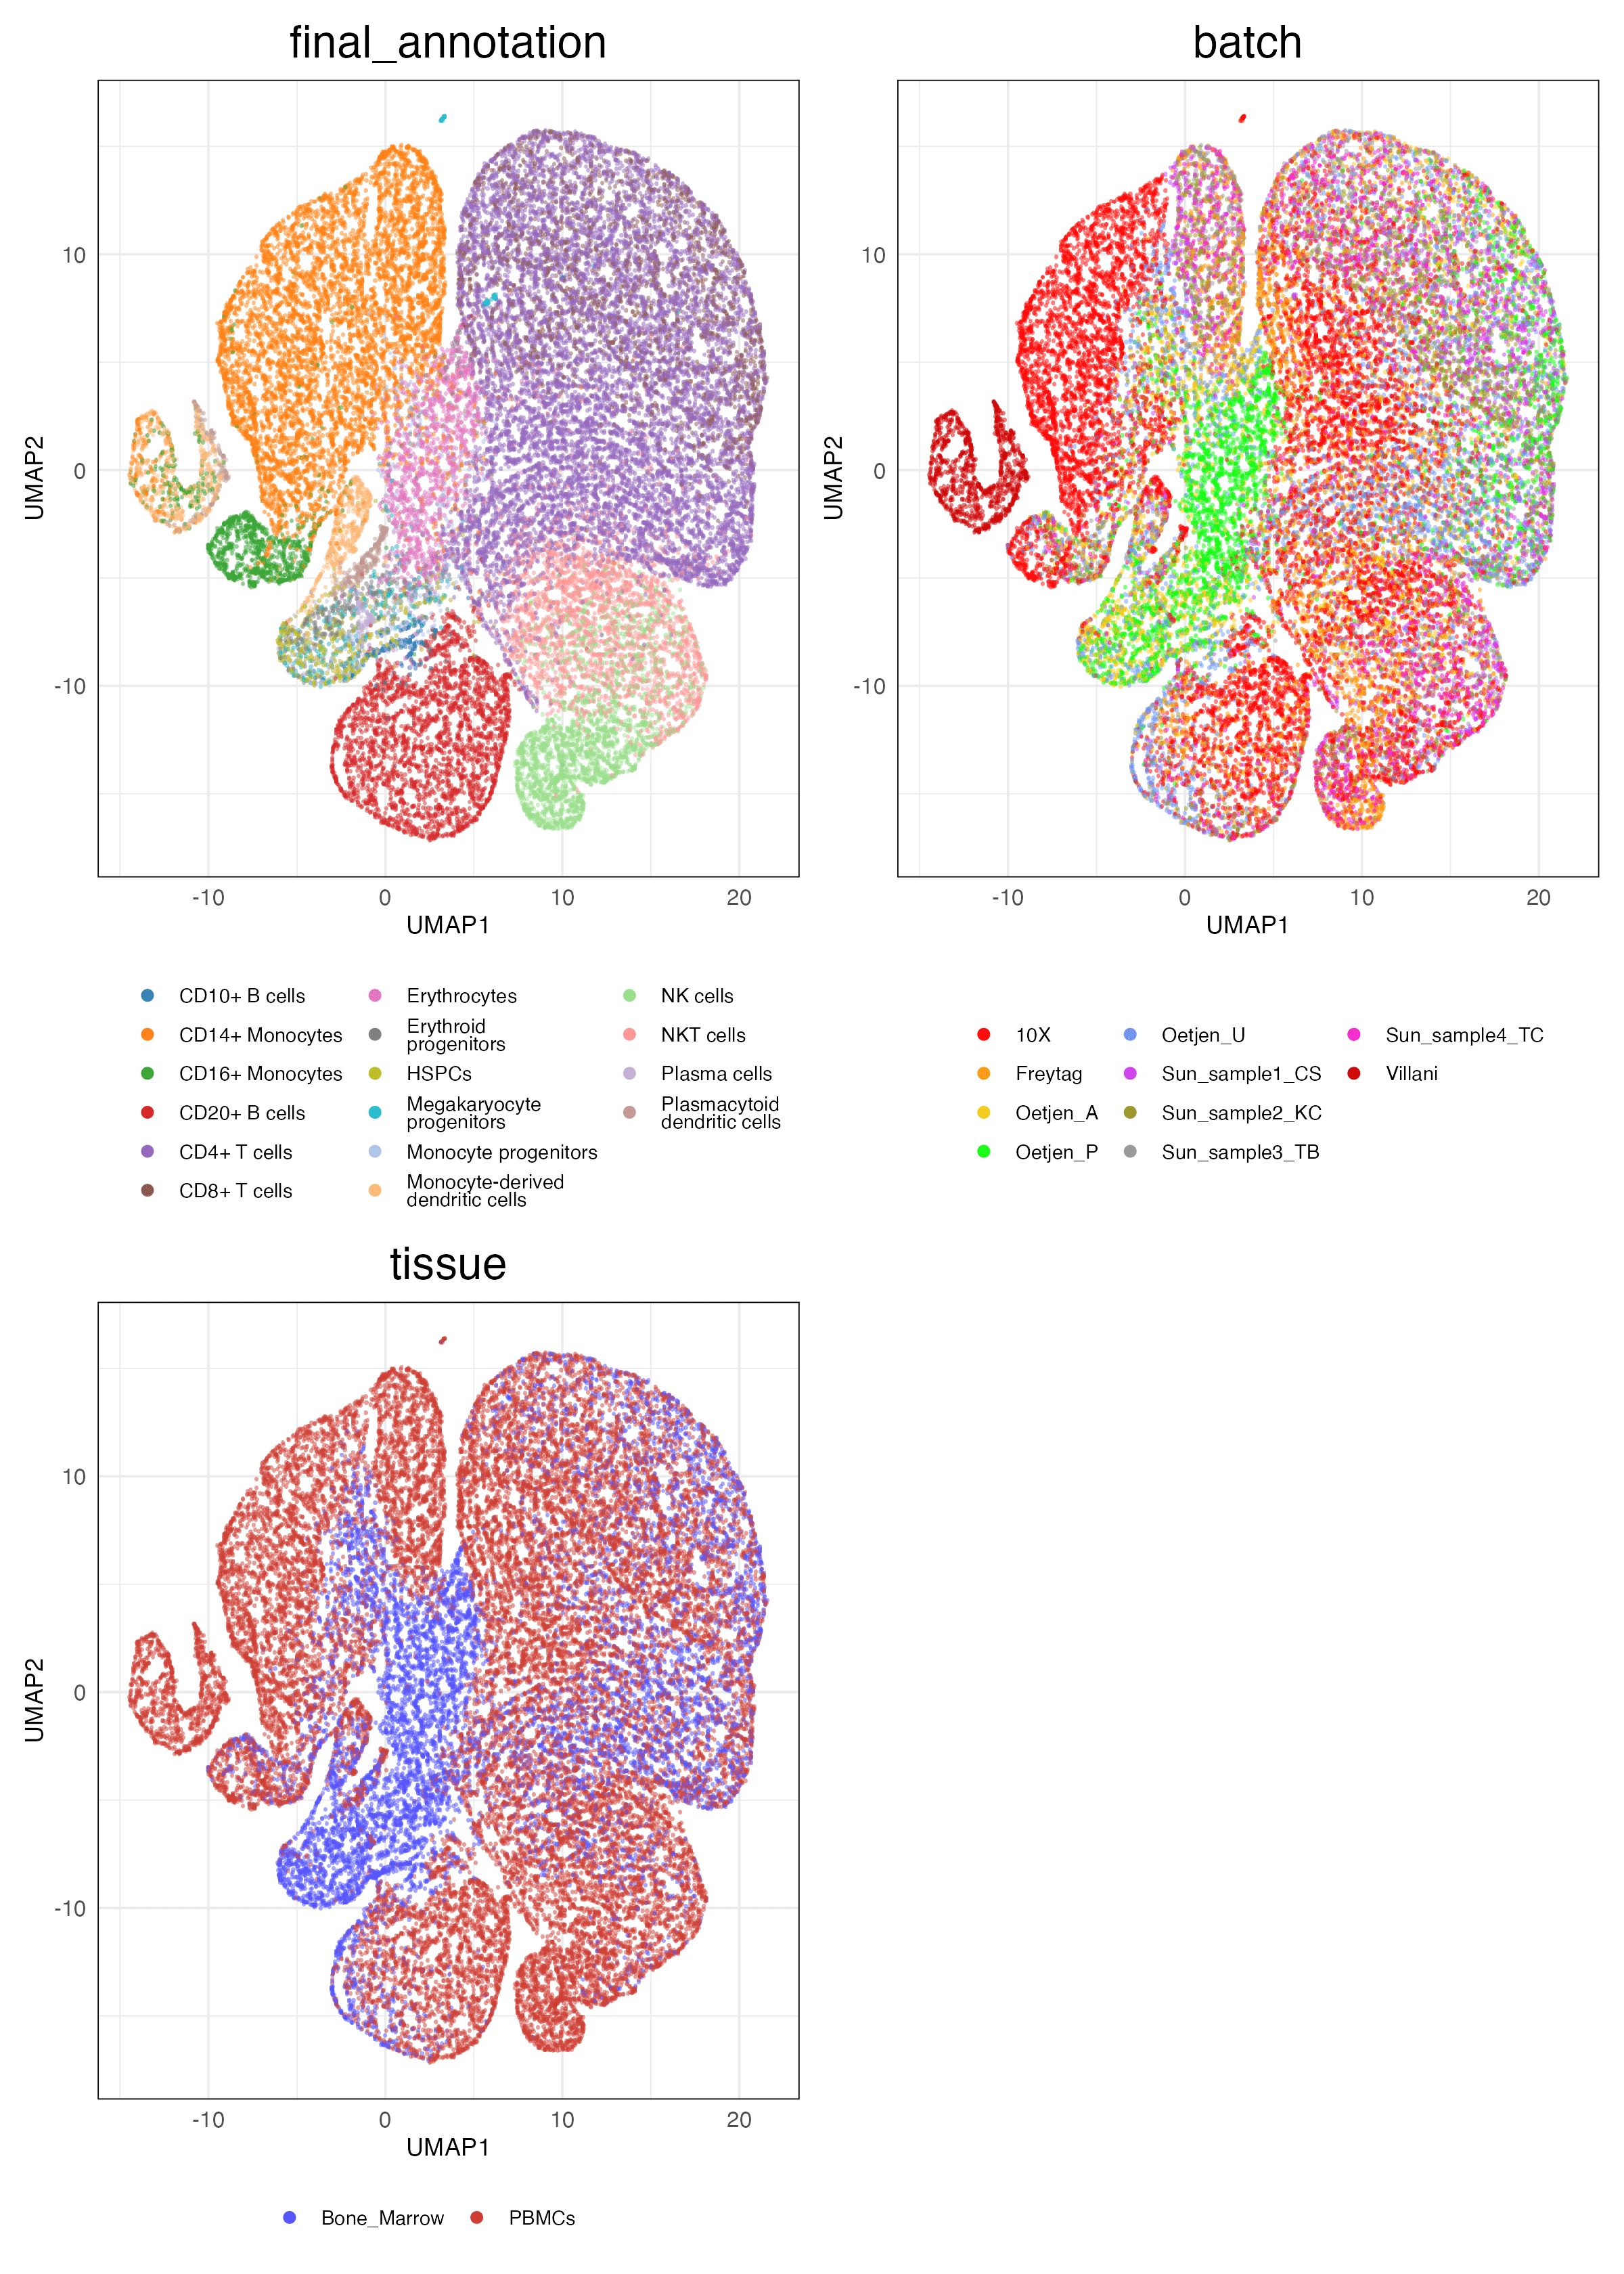 final_annotation
batch
UMAP2
10
0
-10
-10
0
10
20
UMAP1
UMAP2
10
0
-10
-10
0
10
20
UMAP1
CD10+ B cells
CD14+ Monocytes
CD16+ Monocytes
CD20+ B cells
CD4+ T cells
CD8+ T cells
Erythrocytes
Erythroid
progenitors
HSPCs
Megakaryocyte
progenitors
Monocyte progenitors
Monocyte-derived
dendritic cells
NK cells
NKT cells
Plasma cells
Plasmacytoid
dendritic cells
10X
Freytag
Oetjen_A
Oetjen_P
Oetjen_U
Sun_sample1_CS
Sun_sample2_KC
Sun_sample3_TB
Sun_sample4_TC
Villani
tissue
UMAP2
10
0
-10
-10
0
10
20
UMAP1
Bone_Marrow
PBMCs